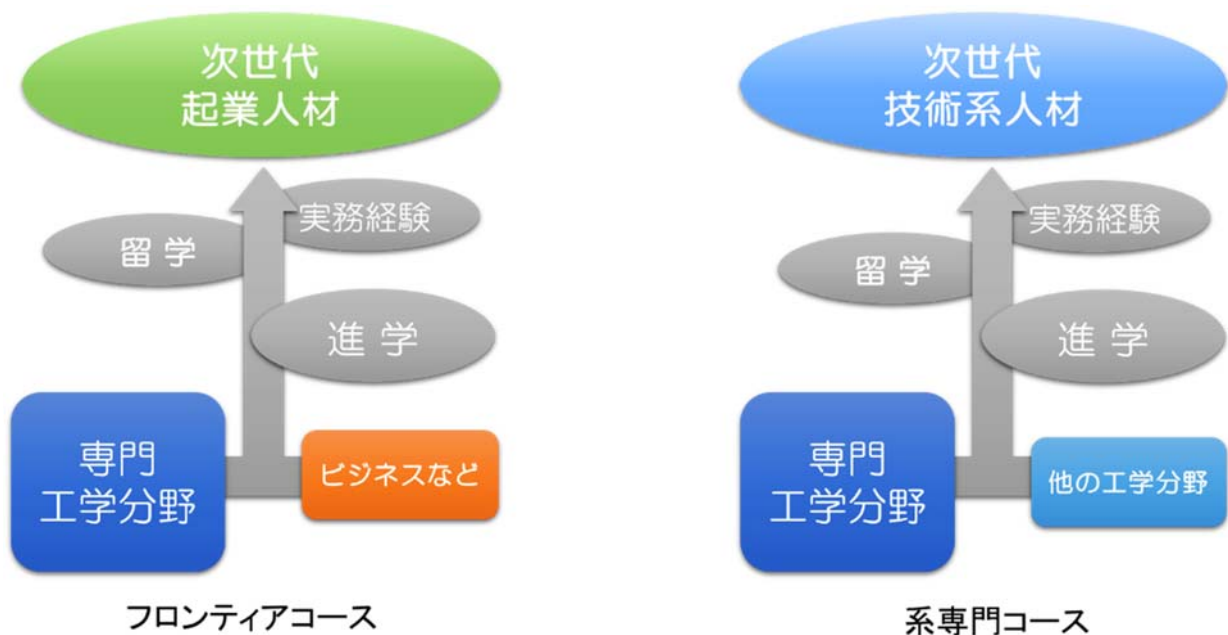 次世代
起業人材
実務経験
留 学
進 学
専門
工学分野
ビジネスなど
フロンティアコース
次世代
技術系人材
実務経験
留 学
進 学
専門
工学分野
他の工学分野
系専門コース